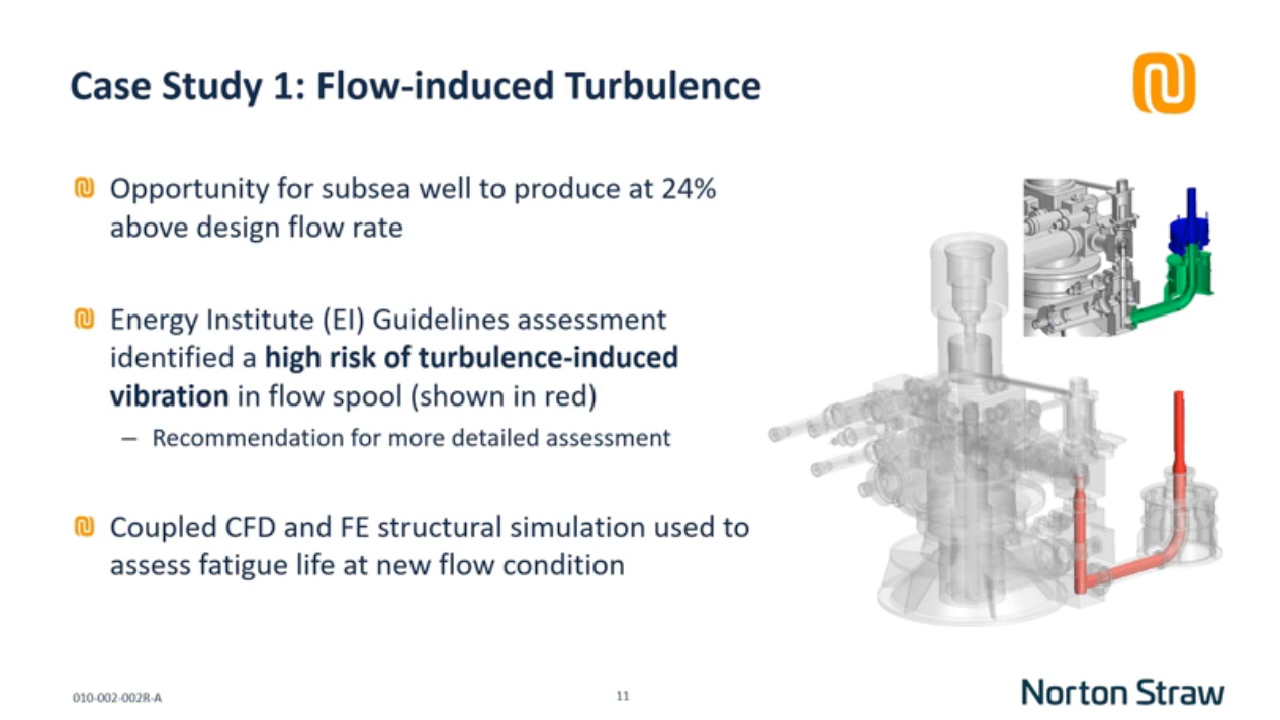 Case Study 1: Flow-induced Turbulence
Opportunity for subsea well to produce at 24%
above design flow rate
Energy Institute (EI) Guidelines assessment
identified a high risk of turbulence-induced
vibration in flow spool (shown in red)
– Recommendation for more detailed assessment
Coupled CFD and FE structural simulation used to
assess fatigue life at new flow condition
010-002-002R-A
11
Norton Straw